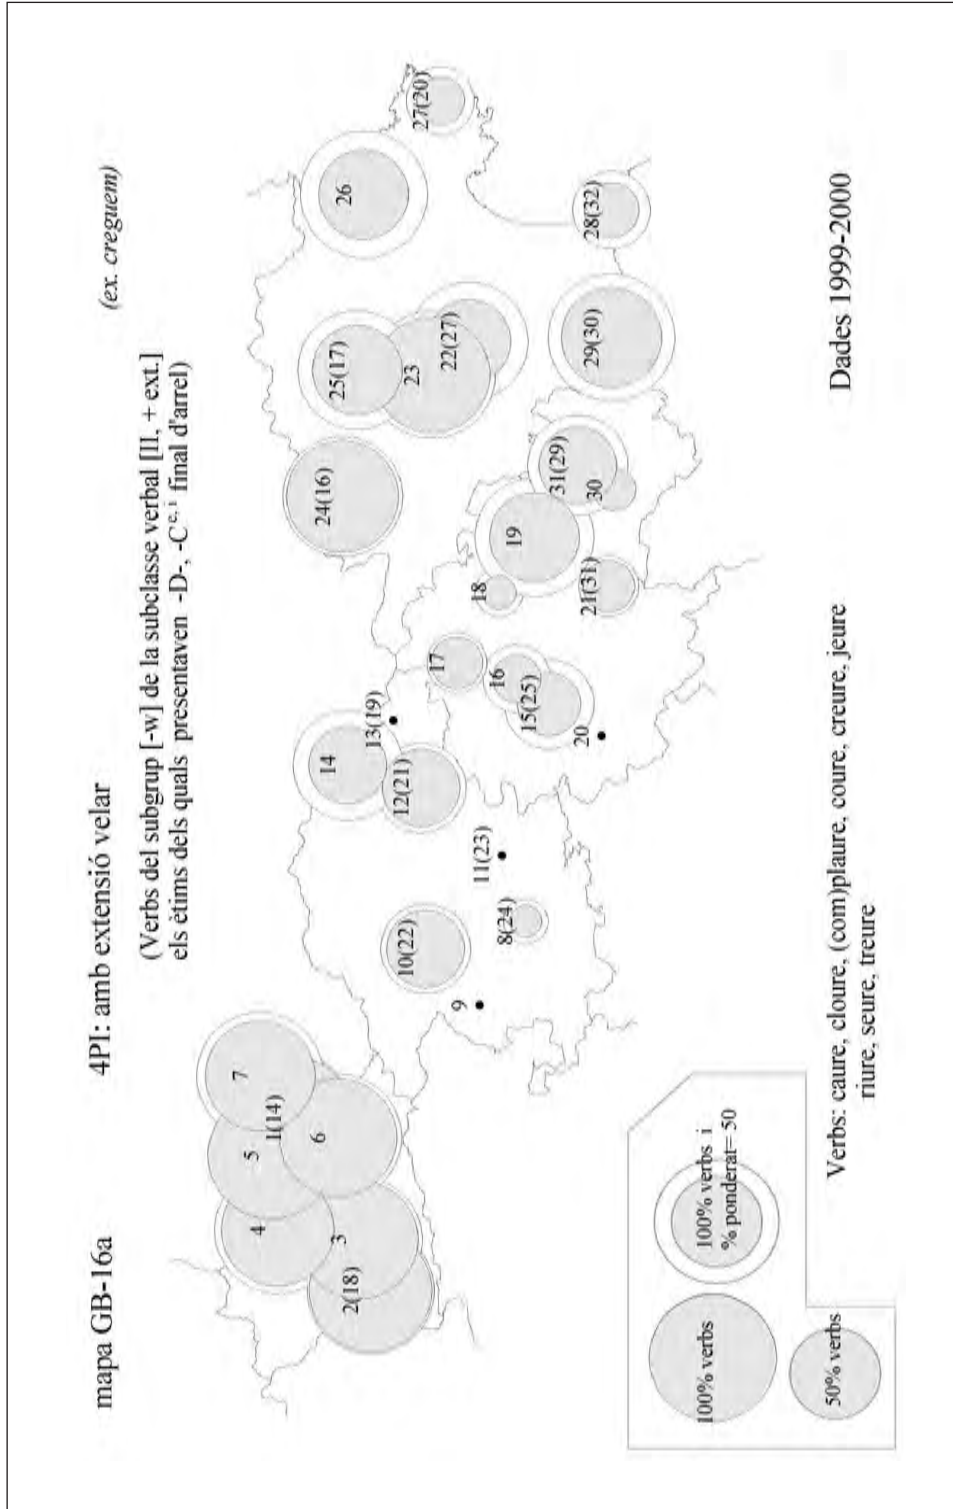 mapa GB-16a
4PI: amb extensió velar
(ex. creguem)
(Verbs del subgrup [-w] de la subclasse verbal [II, + ext.]
els ètims dels quals presentaven -D-, -Cᵉ, ⁱ final d'arrel)
7
5
1(14)
4
6
3
2(18)
10(22)
9
8(24)
11(23)
14
13(19)
12(21)
17
16
15(25)
20
18
19
21(31)
24(16)
25(17)
23
22(27)
31(29)
30
29(30)
26
27(20)
28(32)
100% verbs
100% verbs i
% ponderat= 50
50% verbs
Verbs: caure, cloure, (com)plaure, coure, creure, jeure
riure, seure, treure
Dades 1999-2000